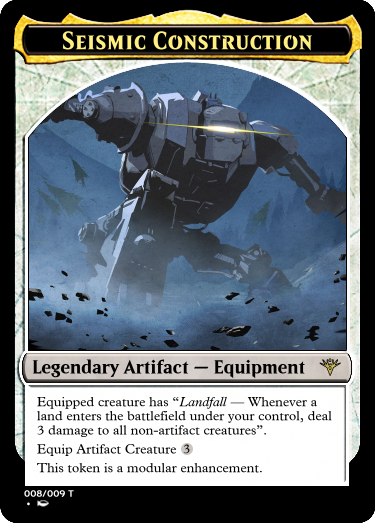 Seismic Construction
Legendary Artifact — Equipment
Equipped creature has “Landfall — Whenever a
land enters the battlefield under your control, deal
3 damage to all non-artifact creatures”.
Equip Artifact Creature 3
This token is a modular enhancement.
008/009 T